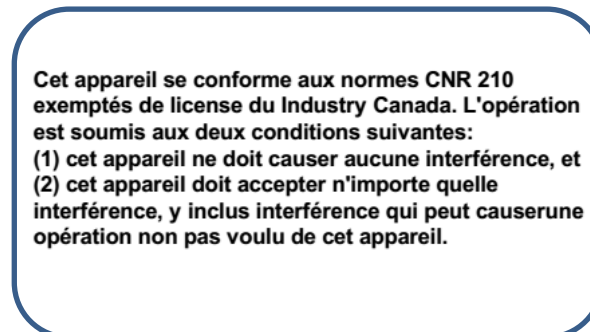 Cet appareil se conforme aux normes CNR 210
exemptés de license du Industry Canada. L'opération
est soumis aux deux conditions suivantes:
(1) cet appareil ne doit causer aucune interférence, et
(2) cet appareil doit accepter n'importe quelle
interférence, y inclus interférence qui peut causerune
opération non pas voulu de cet appareil.